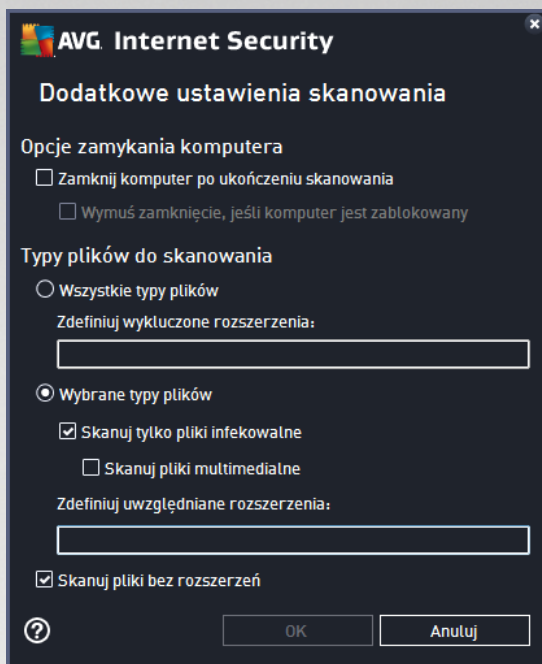 AVG. Internet Security
Dodatkowe ustawienia skanowania
Opcje zamykania komputera
Zamknij komputer po ukończeniu skanowania
Wymuś zamknięcie, jeśli komputer jest zablokowany
Typy plików do skanowania
Wszystkie typy plików
Zdefiniuj wykluczone rozszerzenia:
Wybrane typy plików
Skanuj tylko pliki infekowalne
Skanuj pliki multimedialne
Zdefiniuj uwzględniane rozszerzenia:
Skanuj pliki bez rozszerzeń
? OK Anuluj